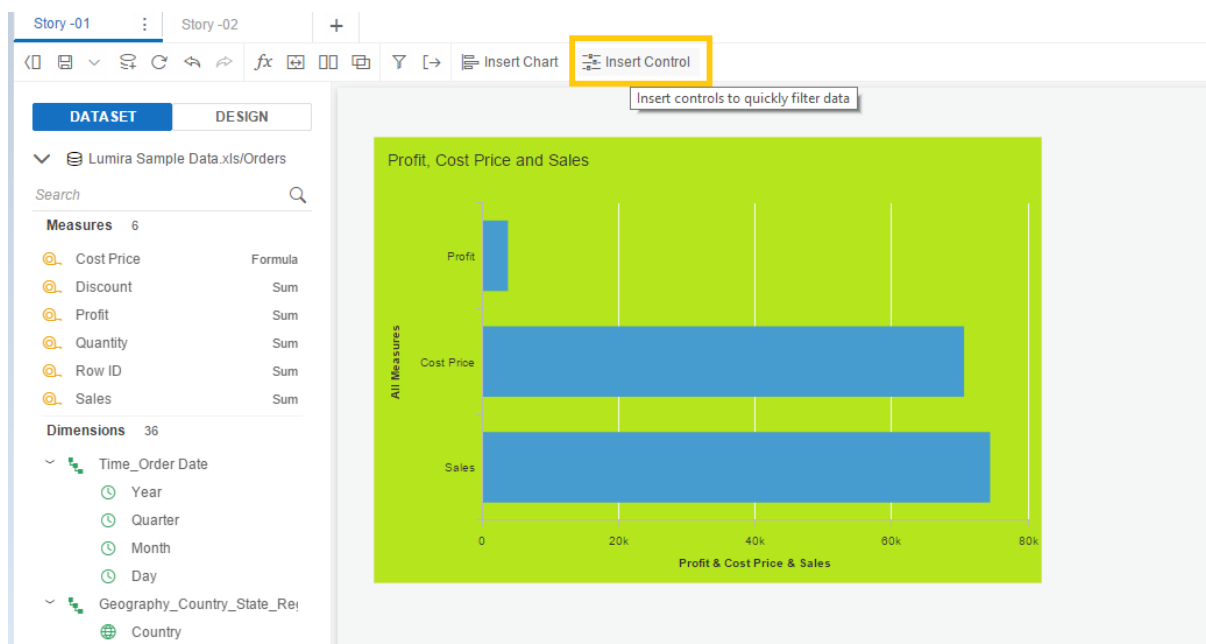 Story -01
Story -02
+
fx
Insert Chart
Insert Control
Insert controls to quickly filter data
DATASET
DESIGN
Lumira Sample Data.xls/Orders
Search
Measures 6
Cost Price Formula
Discount Sum
Profit Sum
Quantity Sum
Row ID Sum
Sales Sum
Dimensions 36
Time_Order Date
Year
Quarter
Month
Day
Geography_Country_State_Reg
Country
Profit, Cost Price and Sales
All Measures
Profit
Cost Price
Sales
0 20k 40k 60k 80k
Profit & Cost Price & Sales